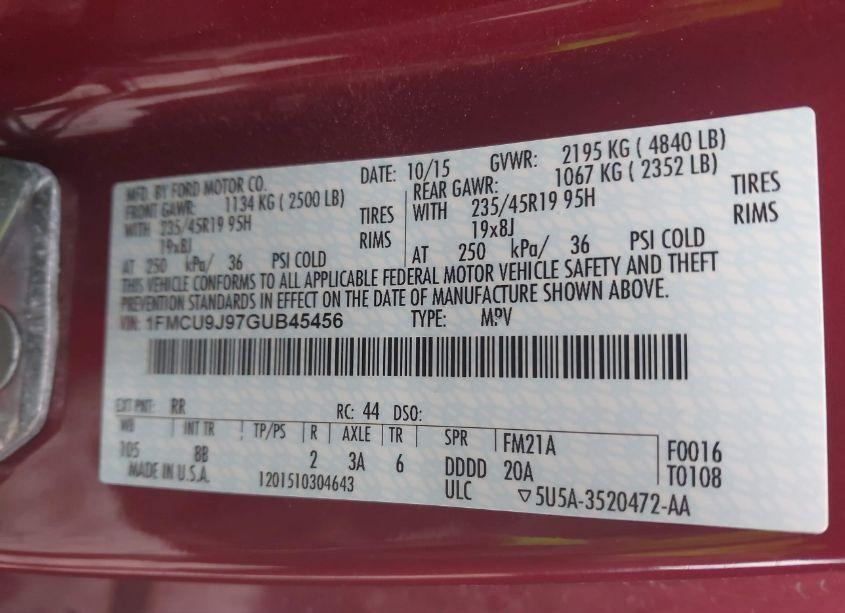 MFD. BY FORD MOTOR CO. DATE: 10/15 GVWR: 2195 KG ( 4840 LB)
FRONT GAWR: 1134 KG ( 2500 LB) REAR GAWR: 1067 KG ( 2352 LB)
WITH 235/45R19 95H TIRES WITH 235/45R19 95H TIRES
19x8J RIMS 19x8J RIMS
AT 250 kPa/ 36 PSI COLD AT 250 kPa/ 36 PSI COLD
THIS VEHICLE CONFORMS TO ALL APPLICABLE FEDERAL MOTOR VEHICLE SAFETY AND THEFT
PREVENTION STANDARDS IN EFFECT ON THE DATE OF MANUFACTURE SHOWN ABOVE.
VIN: 1FMCU9J97GUB45456 TYPE: MPV
EXT PNT: RR RC: 44 DSO:
WB INT TR TP/PS R AXLE TR SPR FM21A F0016
105 BB 2 3A 6 DDDD 20A T0108
MADE IN U.S.A. 1201510304643 ULC ▽5U5A-3520472-AA